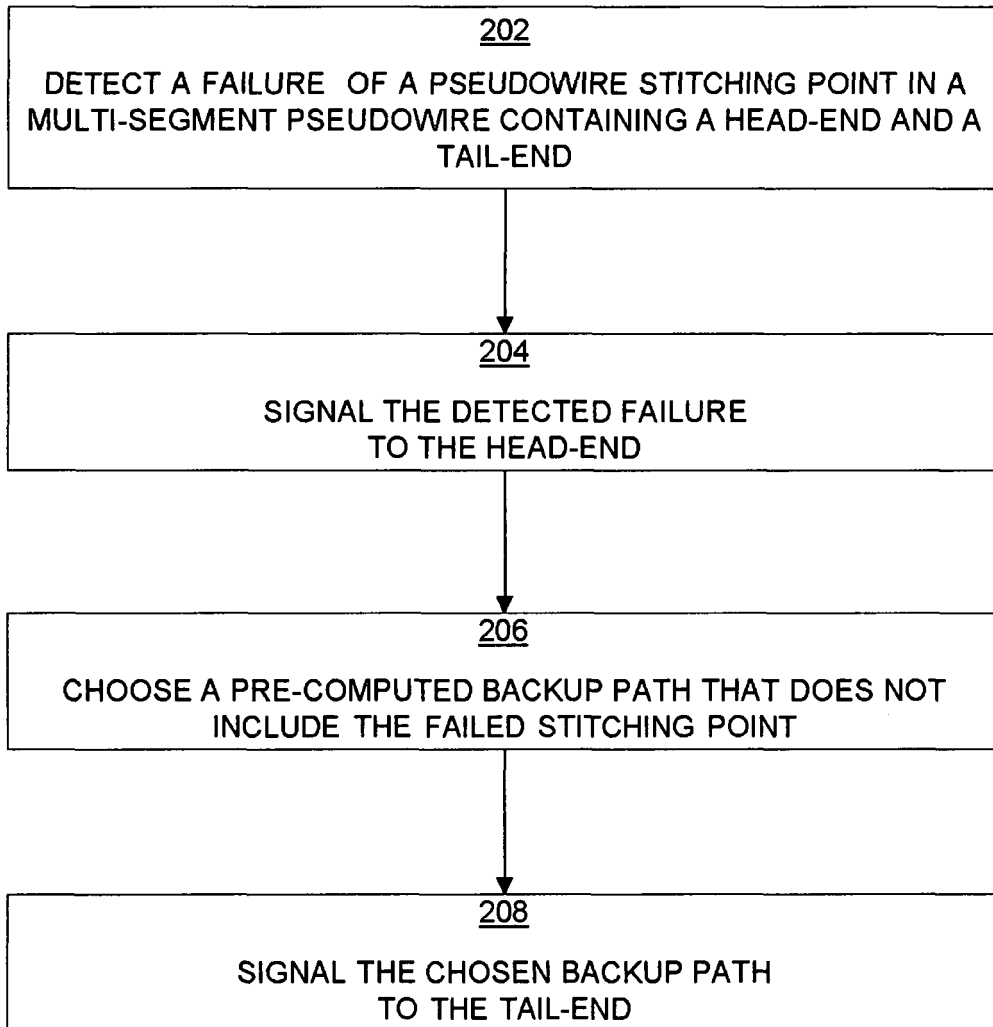 202
DETECT A FAILURE OF A PSEUDOWIRE STITCHING POINT IN A
MULTI-SEGMENT PSEUDOWIRE CONTAINING A HEAD-END AND A
TAIL-END
204
SIGNAL THE DETECTED FAILURE
TO THE HEAD-END
206
CHOOSE A PRE-COMPUTED BACKUP PATH THAT DOES NOT
INCLUDE THE FAILED STITCHING POINT
208
SIGNAL THE CHOSEN BACKUP PATH
TO THE TAIL-END